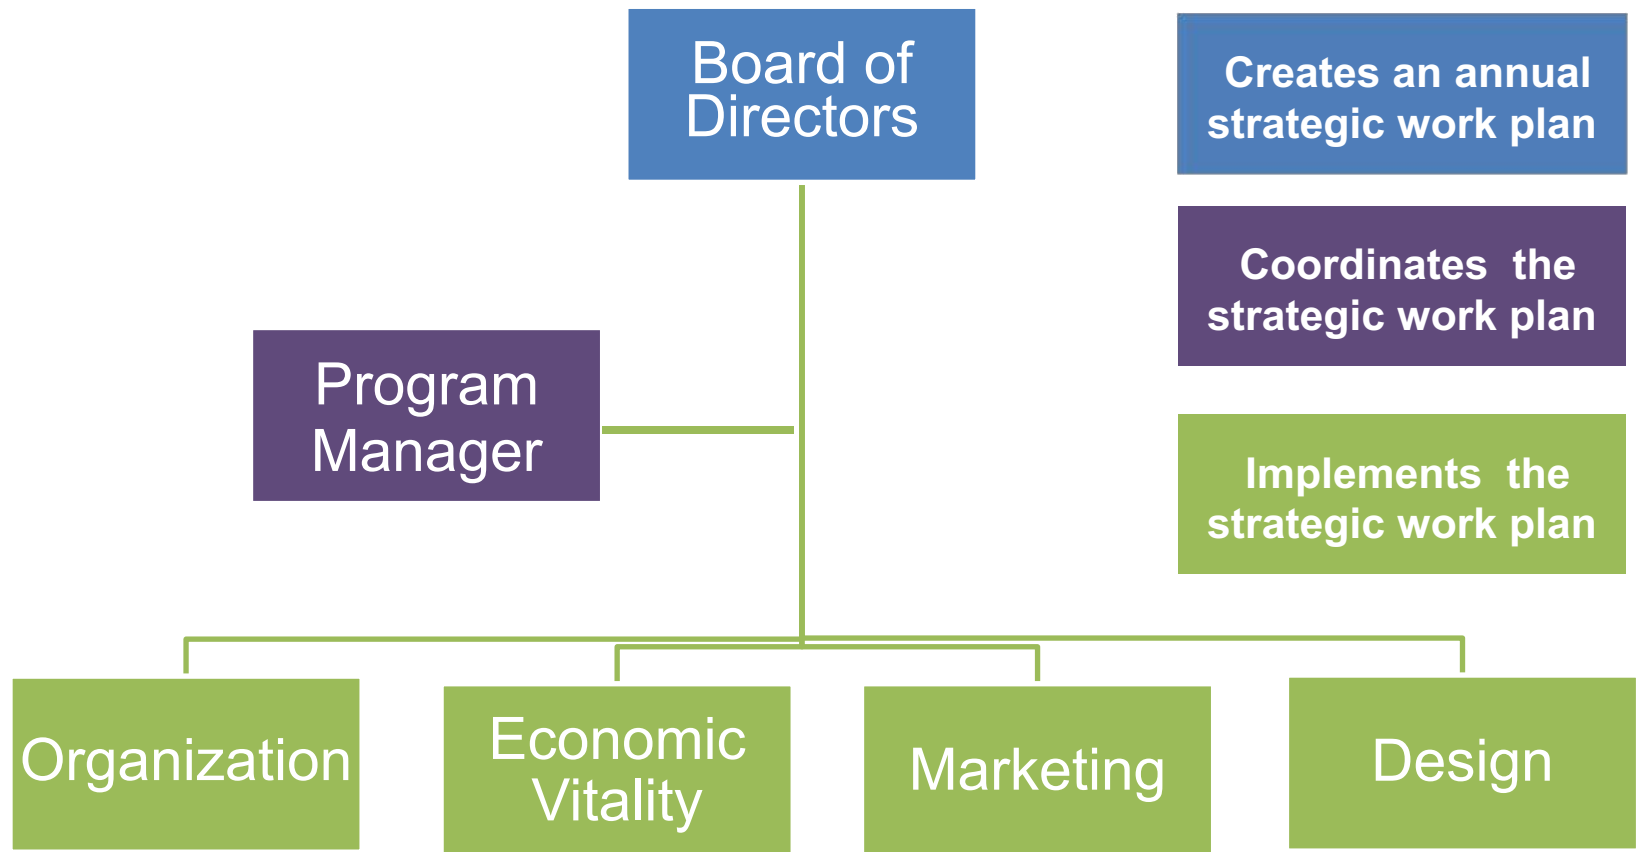 Board of
Directors
Creates an annual
strategic work plan
Coordinates the
strategic work plan
Program
Manager
Implements the
strategic work plan
Organization
Economic
Vitality
Marketing
Design